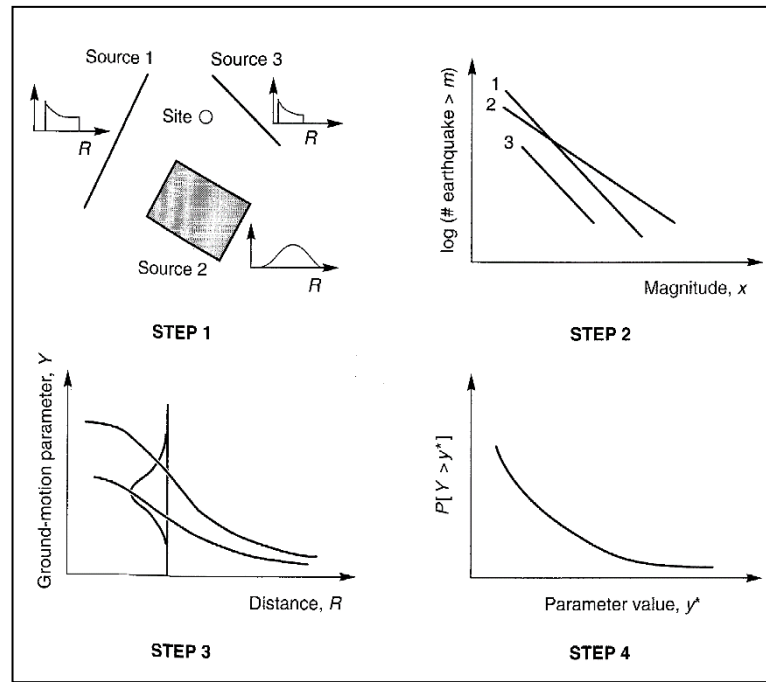 Source 1
Source 3
Site
R
R
Source 2
R
STEP 1
log (# earthquake > m)
1
2
3
Magnitude, x
STEP 2
Ground-motion parameter, Y
Distance, R
STEP 3
P[Y > y*]
Parameter value, y*
STEP 4